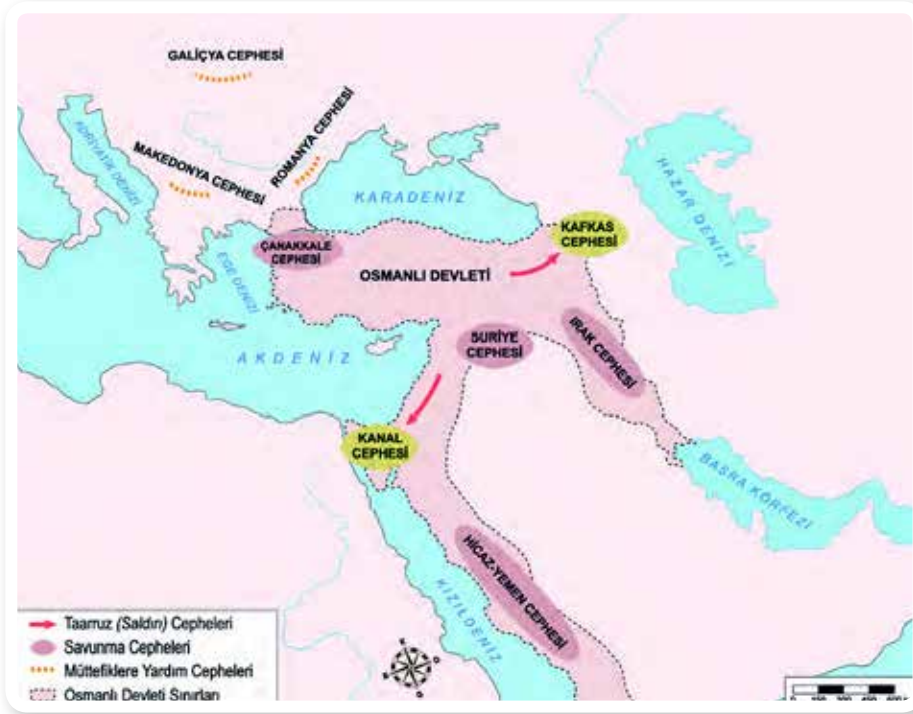 GALİÇYA CEPHESİ
ADRİYATİK DENİZİ
MAKEDONYA CEPHESİ
ROMANYA CEPHESİ
KARADENİZ
HAZAR DENİZİ
KAFKAS
CEPHESİ
ÇANAKKALE
CEPHESİ
EGE DENİZİ
OSMANLI DEVLETİ
SURİYE
CEPHESİ
IRAK CEPHESİ
AKDENİZ
KANAL
CEPHESİ
BASRA KÖRFEZİ
HİCAZ-YEMEN CEPHESİ
KIZILDENİZ
Taarruz (Saldırı) Cepheleri
Savunma Cepheleri
Müttefiklere Yardım Cepheleri
Osmanlı Devleti Sınırları